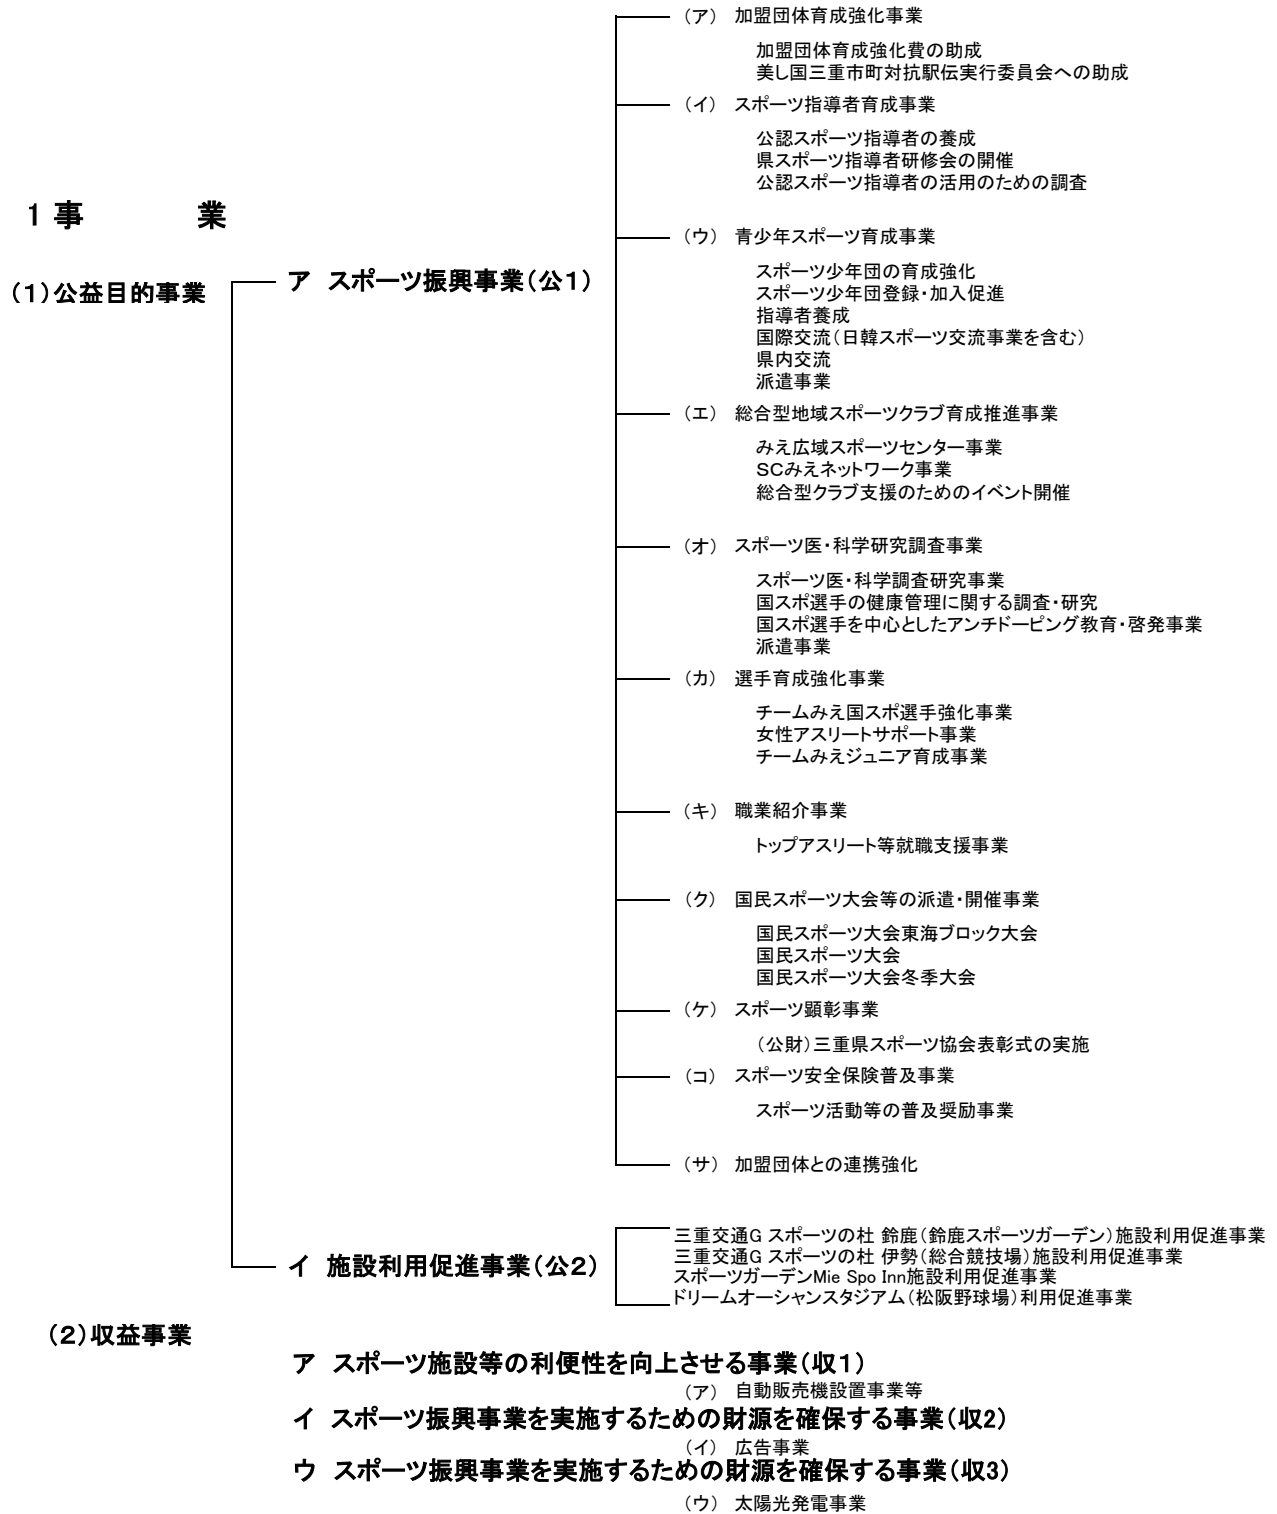 1 事　業
(1)公益目的事業
ア スポーツ振興事業(公1)
(ア) 加盟団体育成強化事業
加盟団体育成強化費の助成
美し国三重市町対抗駅伝実行委員会への助成
(イ) スポーツ指導者育成事業
公認スポーツ指導者の養成
県スポーツ指導者研修会の開催
公認スポーツ指導者の活用のための調査
(ウ) 青少年スポーツ育成事業
スポーツ少年団の育成強化
スポーツ少年団登録・加入促進
指導者養成
国際交流(日韓スポーツ交流事業を含む)
県内交流
派遣事業
(エ) 総合型地域スポーツクラブ育成推進事業
みえ広域スポーツセンター事業
SCみえネットワーク事業
総合型クラブ支援のためのイベント開催
(オ) スポーツ医・科学研究調査事業
スポーツ医・科学調査研究事業
国スポ選手の健康管理に関する調査・研究
国スポ選手を中心としたアンチドーピング教育・啓発事業
派遣事業
(カ) 選手育成強化事業
チームみえ国スポ選手強化事業
女性アスリートサポート事業
チームみえジュニア育成事業
(キ) 職業紹介事業
トップアスリート等就職支援事業
(ク) 国民スポーツ大会等の派遣・開催事業
国民スポーツ大会東海ブロック大会
国民スポーツ大会
国民スポーツ大会冬季大会
(ケ) スポーツ顕彰事業
(公財)三重県スポーツ協会表彰式の実施
(コ) スポーツ安全保険普及事業
スポーツ活動等の普及奨励事業
(サ) 加盟団体との連携強化
イ 施設利用促進事業(公2)
三重交通G スポーツの杜 鈴鹿(鈴鹿スポーツガーデン)施設利用促進事業
三重交通G スポーツの杜 伊勢(総合競技場)施設利用促進事業
スポーツガーデンMie Spo Inn施設利用促進事業
ドリームオーシャンスタジアム(松阪野球場)利用促進事業
(2)収益事業
ア スポーツ施設等の利便性を向上させる事業(収1)
(ア) 自動販売機設置事業等
イ スポーツ振興事業を実施するための財源を確保する事業(収2)
(イ) 広告事業
ウ スポーツ振興事業を実施するための財源を確保する事業(収3)
(ウ) 太陽光発電事業